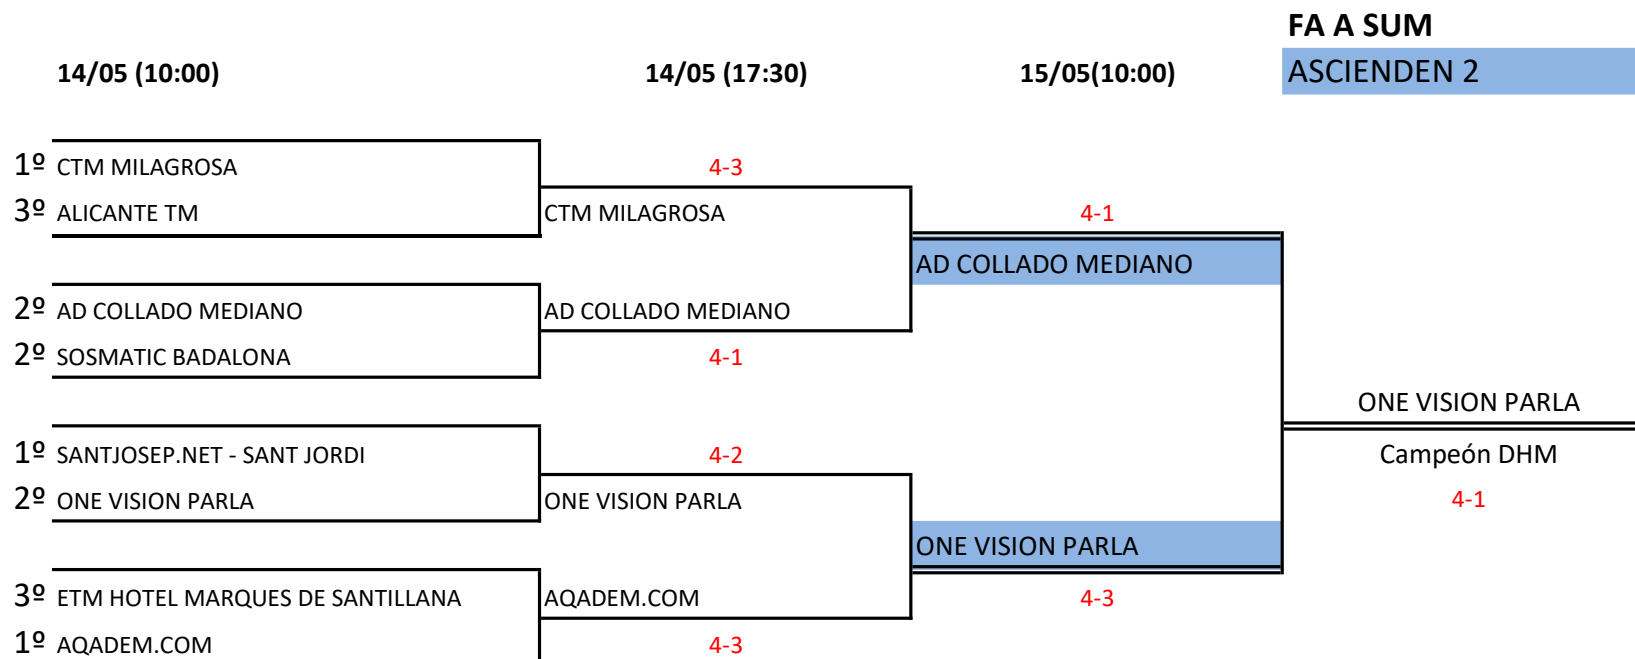 FA A SUM
14/05 (10:00) 14/05 (17:30) 15/05(10:00) ASCIENDEN 2
1º CTM MILAGROSA 4-3
3º ALICANTE TM CTM MILAGROSA 4-1
AD COLLADO MEDIANO
2º AD COLLADO MEDIANO AD COLLADO MEDIANO
2º SOSMATIC BADALONA 4-1
ONE VISION PARLA
1º SANTJOSEP.NET - SANT JORDI 4-2 Campeón DHM
2º ONE VISION PARLA ONE VISION PARLA 4-1
ONE VISION PARLA
3º ETM HOTEL MARQUES DE SANTILLANA AQADEM.COM 4-3
1º AQADEM.COM 4-3